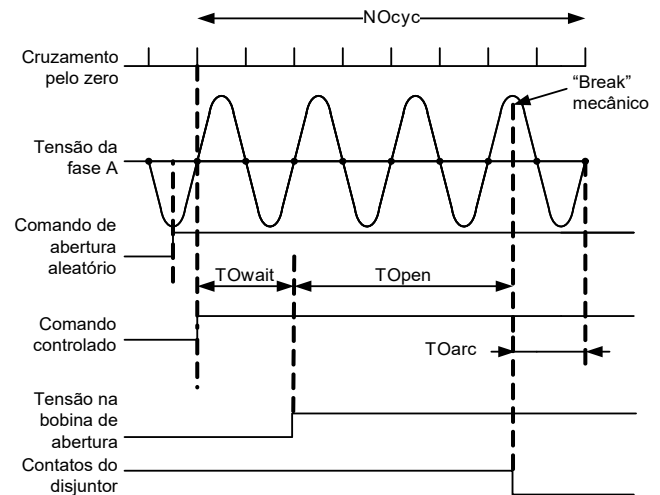 NOcyc
Cruzamento
pelo zero
“Break”
mecânico
Tensão da
fase A
Comando de
abertura
aleatório
TOwait
TOpen
Comando
controlado
TOarc
Tensão na
bobina de
abertura
Contatos do
disjuntor